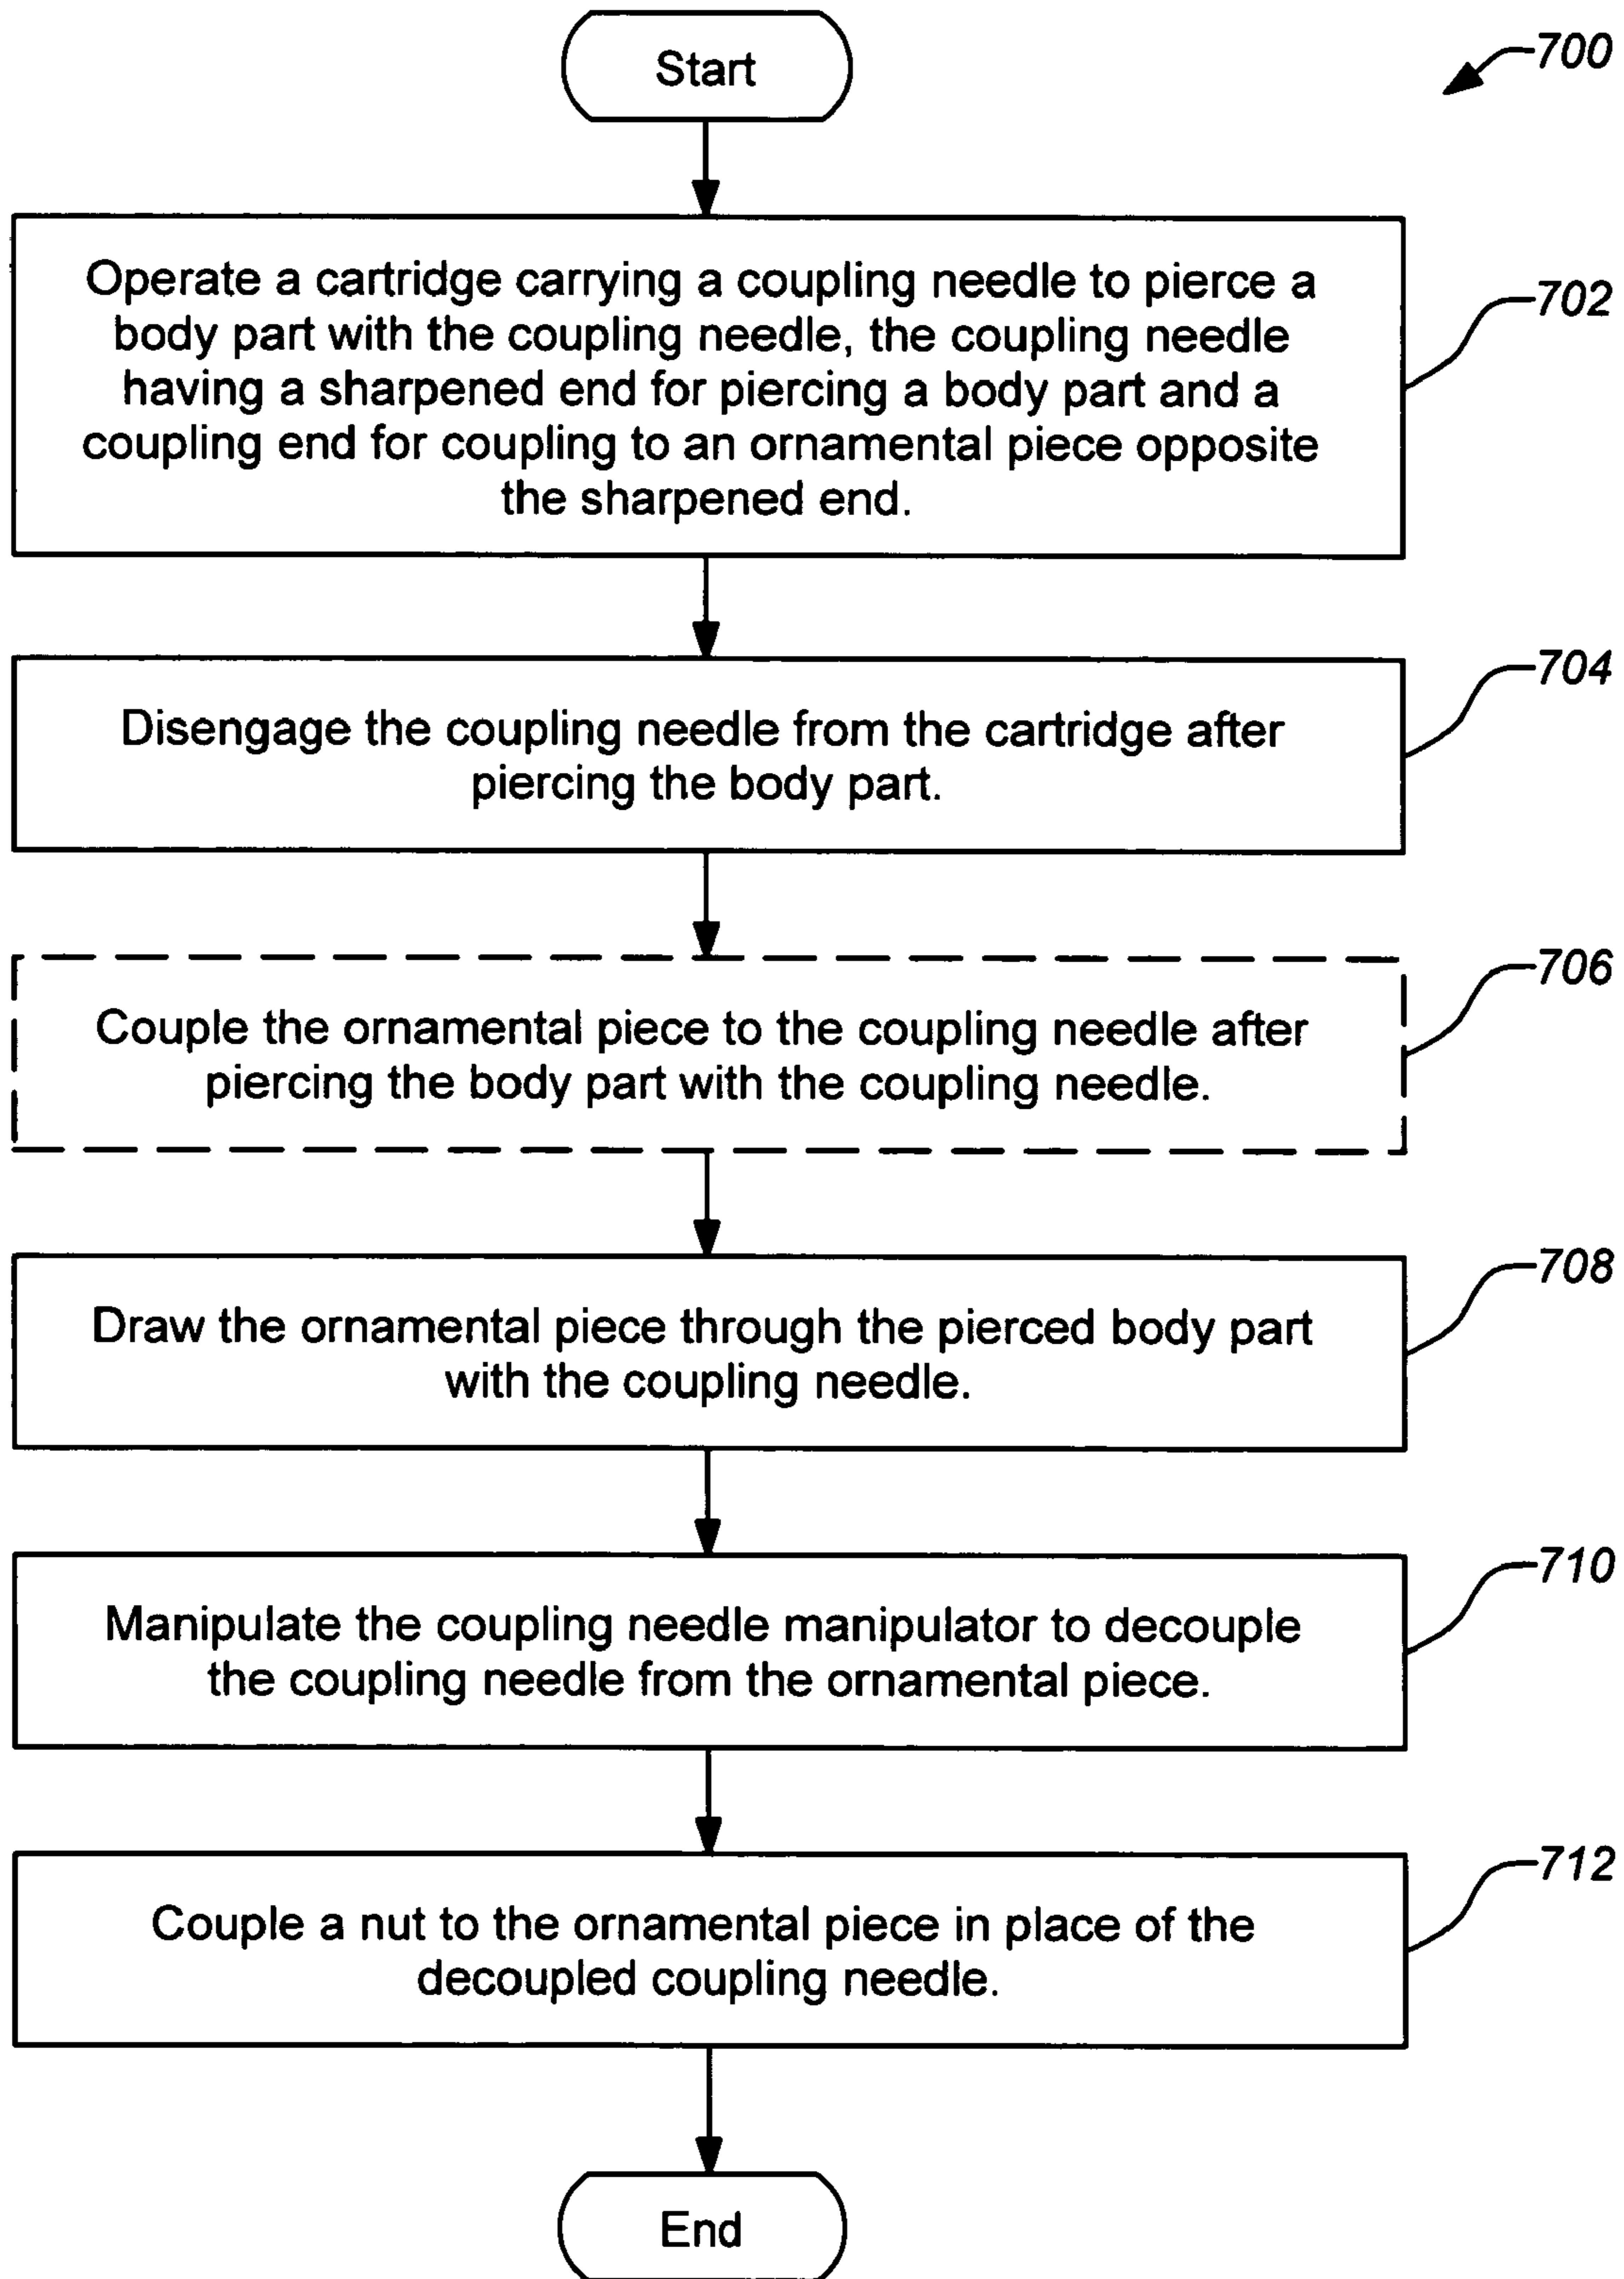 Start
700
Operate a cartridge carrying a coupling needle to pierce a
body part with the coupling needle, the coupling needle
having a sharpened end for piercing a body part and a
coupling end for coupling to an ornamental piece opposite
the sharpened end.
702
Disengage the coupling needle from the cartridge after
piercing the body part.
704
Couple the ornamental piece to the coupling needle after
piercing the body part with the coupling needle.
706
Draw the ornamental piece through the pierced body part
with the coupling needle.
708
Manipulate the coupling needle manipulator to decouple
the coupling needle from the ornamental piece.
710
Couple a nut to the ornamental piece in place of the
decoupled coupling needle.
712
End